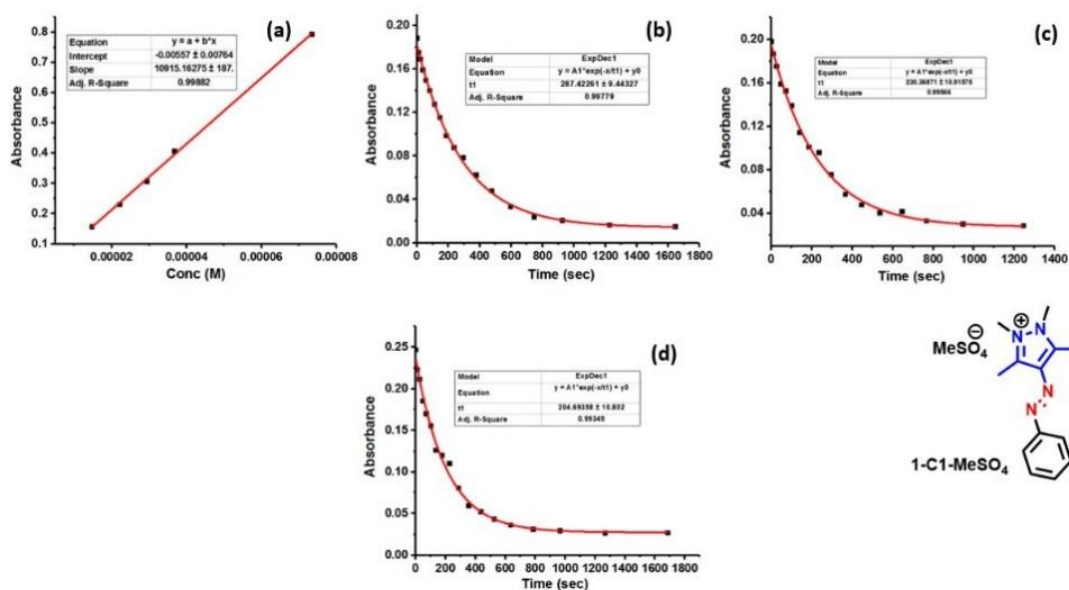 (a)
Equation y = a + b*x
Intercept -0.00557 ± 0.00764
Slope 10915.16275 ± 187.
Adj. R-Square 0.99882
Absorbance
0.8
0.7
0.6
0.5
0.4
0.3
0.2
0.1
0.00002 0.00004 0.00006 0.00008
Conc (M)
(b)
Model ExpDec1
Equation y = A1*exp(-x/t1) + y0
t1 287.42261 ± 9.44327
Adj. R-Square 0.99779
Absorbance
0.20
0.16
0.12
0.08
0.04
0.00
0 200 400 600 800 1000 1200 1400 1600 1800
Time (sec)
(c)
Model ExpDec1
Equation y = A1*exp(-x/t1) + y0
t1
Adj. R-Square
Absorbance
0.20
0.16
0.12
0.08
0.04
0 200 400 600 800 1000 1200 1400
Time (sec)
(d)
Model ExpDec1
Equation y = A1*exp(-x/t1) + y0
t1 204.69358 ± 10.802
Adj. R-Square 0.99349
Absorbance
0.25
0.20
0.15
0.10
0.05
0.00
0 200 400 600 800 1000 1200 1400 1600 1800
Time (sec)
MeSO4 ⊖
N ⊕ N
N
N
1-C1-MeSO4